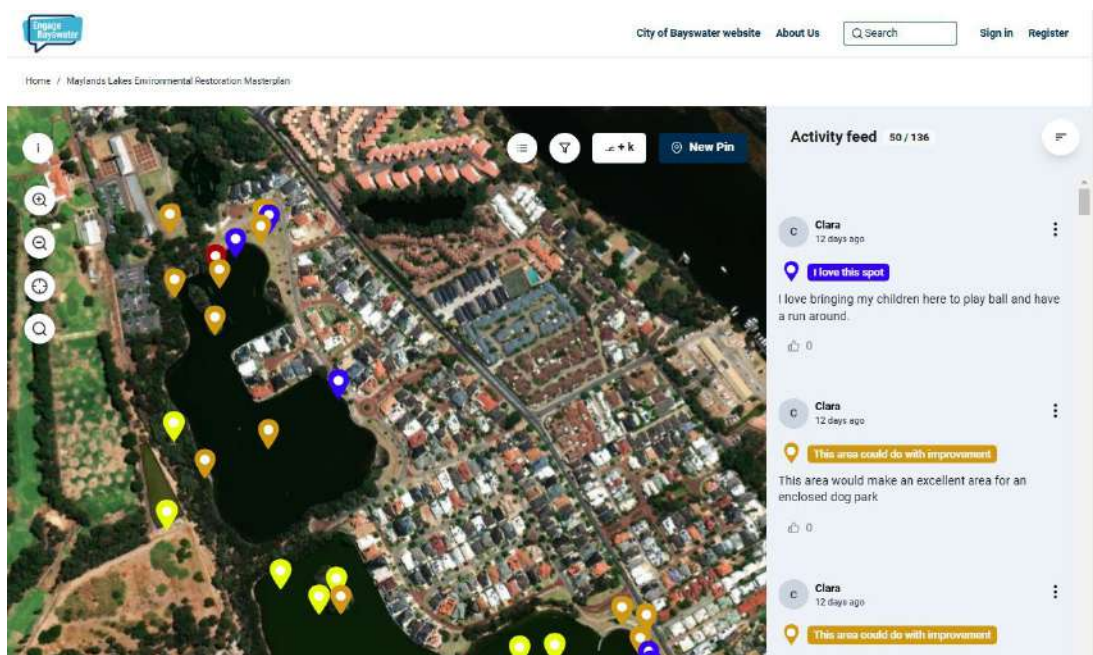 Engage
Bayswater
City of Bayswater website About Us Search Sign in Register
Home / Maylands Lakes Environmental Restoration Masterplan
i
+ k New Pin
Activity feed 50 / 136
C Clara
12 days ago
I love this spot
I love bringing my children here to play ball and have
a run around.
0
C Clara
12 days ago
This area could do with improvement
This area would make an excellent area for an
enclosed dog park
0
C Clara
12 days ago
This area could do with improvement